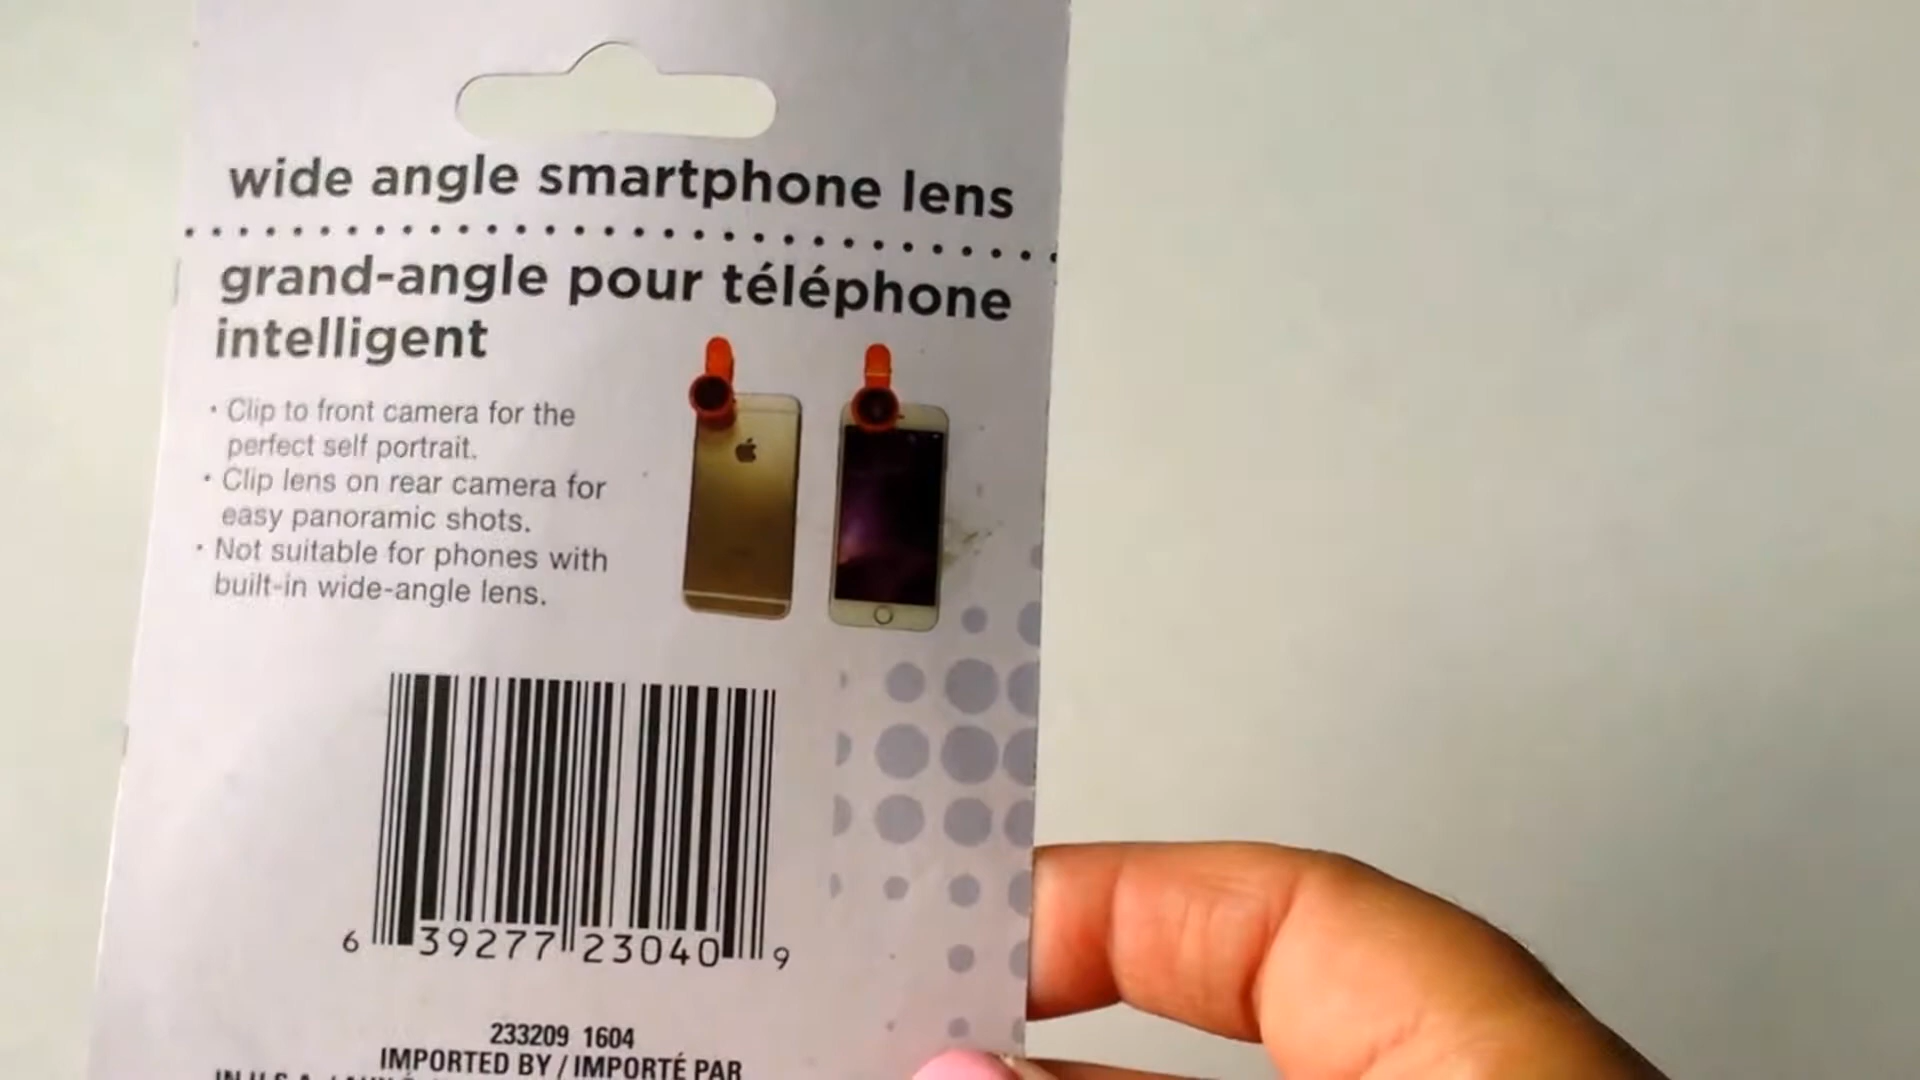 wide angle smartphone lens
grand-angle pour téléphone
intelligent
• Clip to front camera for the
perfect self portrait.
• Clip lens on rear camera for
easy panoramic shots.
• Not suitable for phones with
built-in wide-angle lens.
6 39277 23040 9
233209 1604
IMPORTED BY / IMPORTÉ PAR
IN U.S.A.